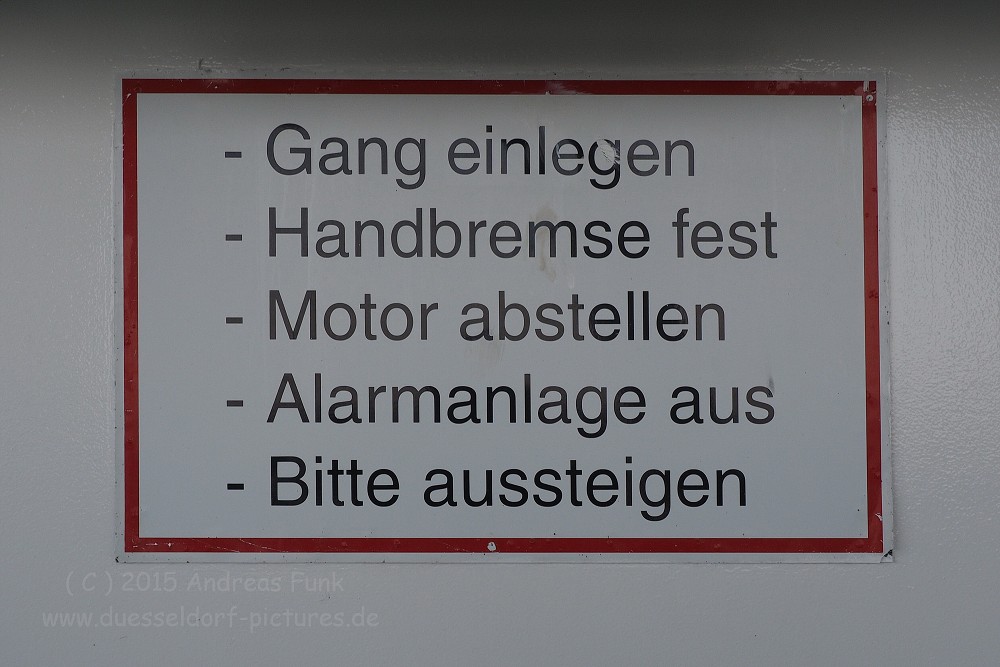 - Gang einlegen
- Handbremse fest
- Motor abstellen
- Alarmanlage aus
- Bitte aussteigen
( C ) 2015 Andreas Funk
www.duesseldorf-pictures.de